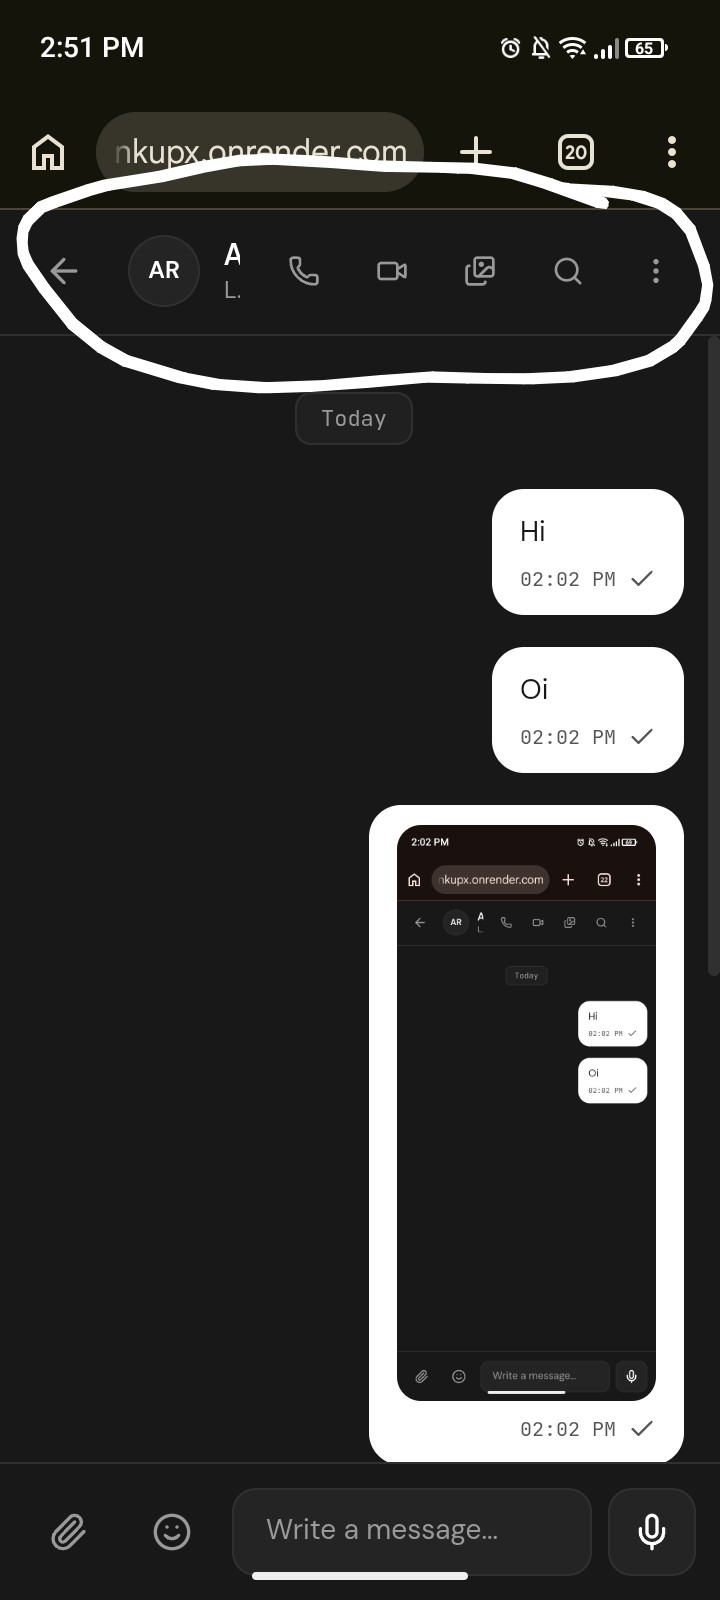 2:51 PM
65
nkupx.onrender.com
20
AR
A
L.
Today
Hi
02:02 PM
Oi
02:02 PM
2:02 PM
nkupx.onrender.com
22
AR
A
L.
Today
Hi
02:02 PM
Oi
02:02 PM
Write a message...
02:02 PM
Write a message...